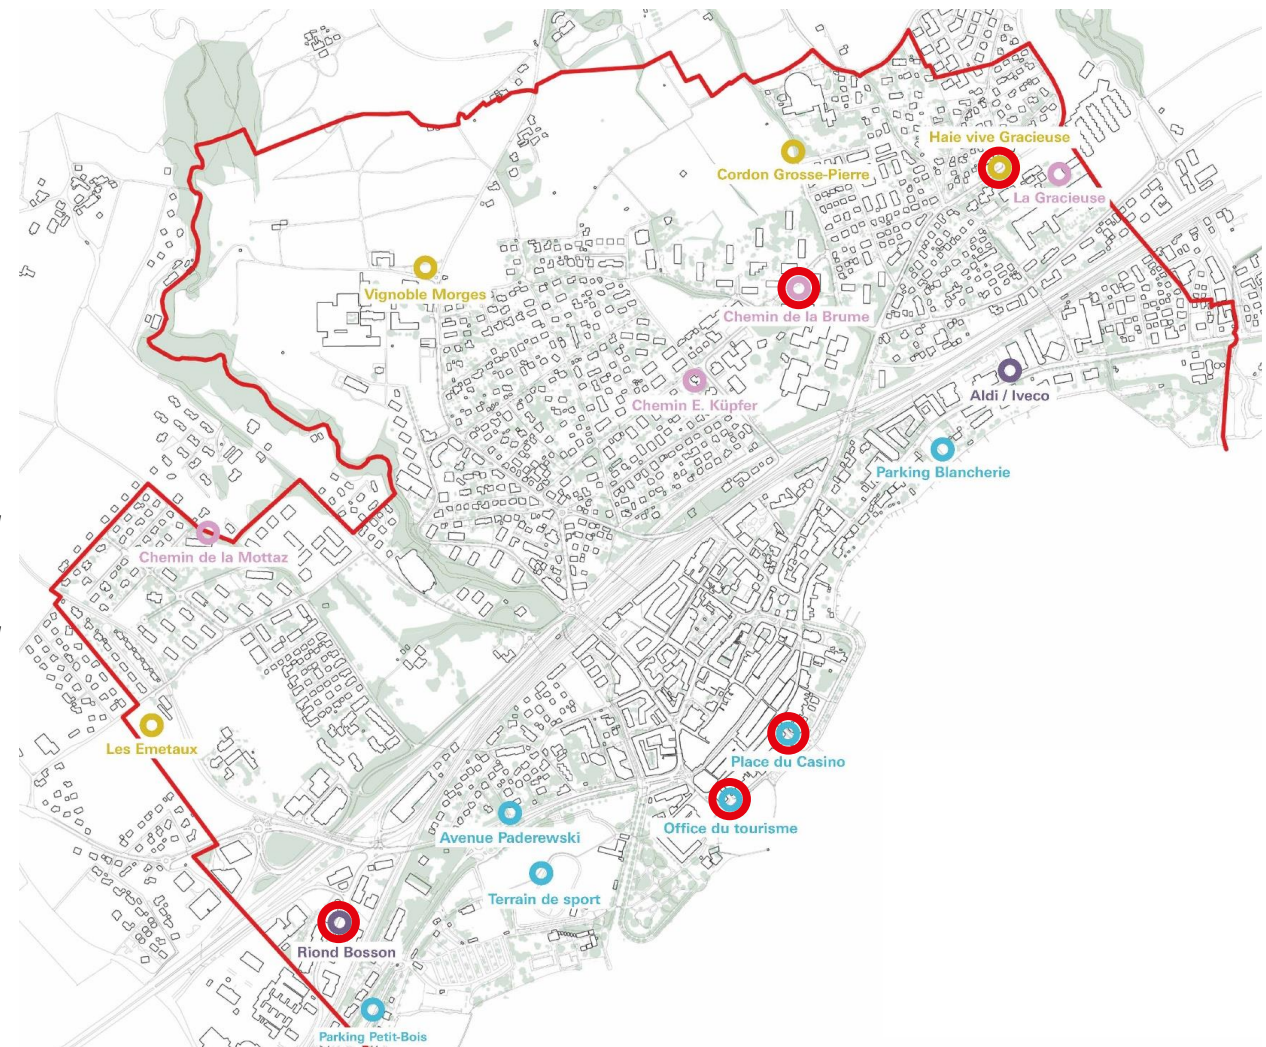 Haie vive Gracieuse
Cordon Grosse-Pierre
La Gracieuse
Vignoble Morges
Chemin de la Brume
Aldi / Iveco
Chemin E. Küpfer
Parking Blancherie
Chemin de la Mottaz
Les Emetaux
Place du Casino
Office du tourisme
Avenue Paderewski
Terrain de sport
Riond Bosson
Parking Petit-Bois